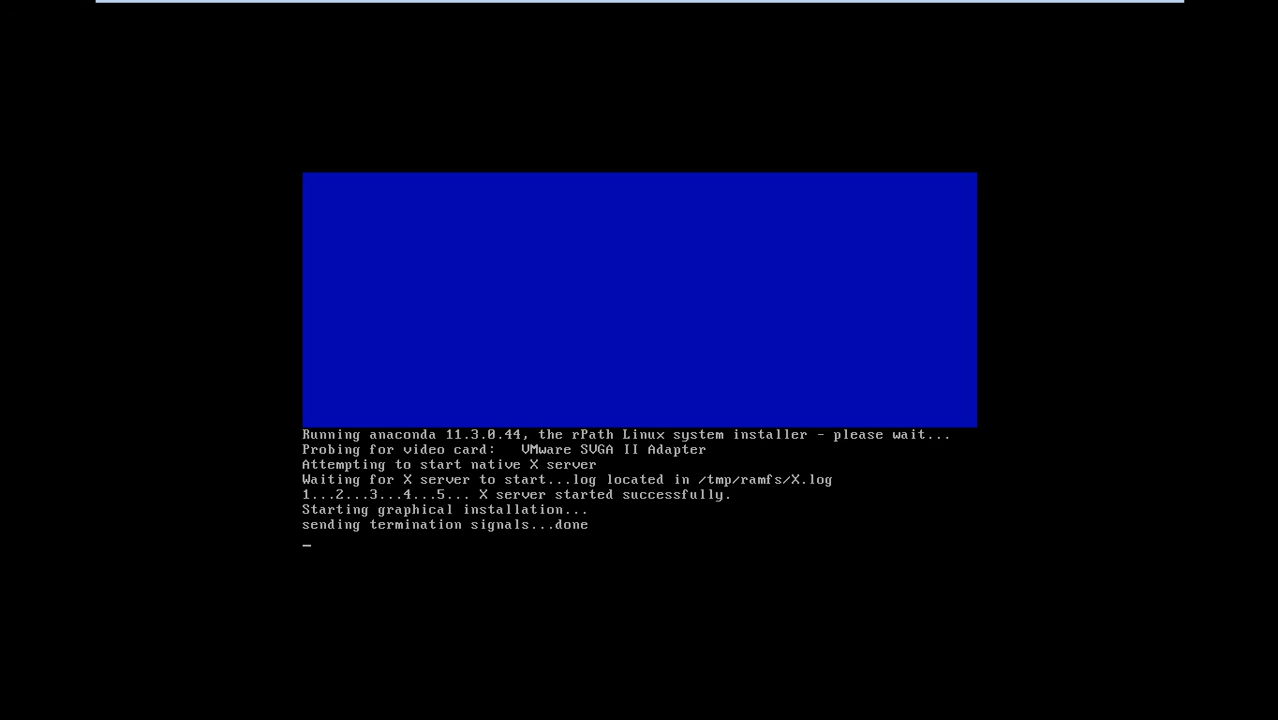 Running anaconda 11.3.0.44, the rPath Linux system installer - please wait...
Probing for video card:   VMware SVGA II Adapter
Attempting to start native X server
Waiting for X server to start...log located in /tmp/ramfs/X.log
1...2...3...4...5... X server started successfully.
Starting graphical installation...
sending termination signals...done
_